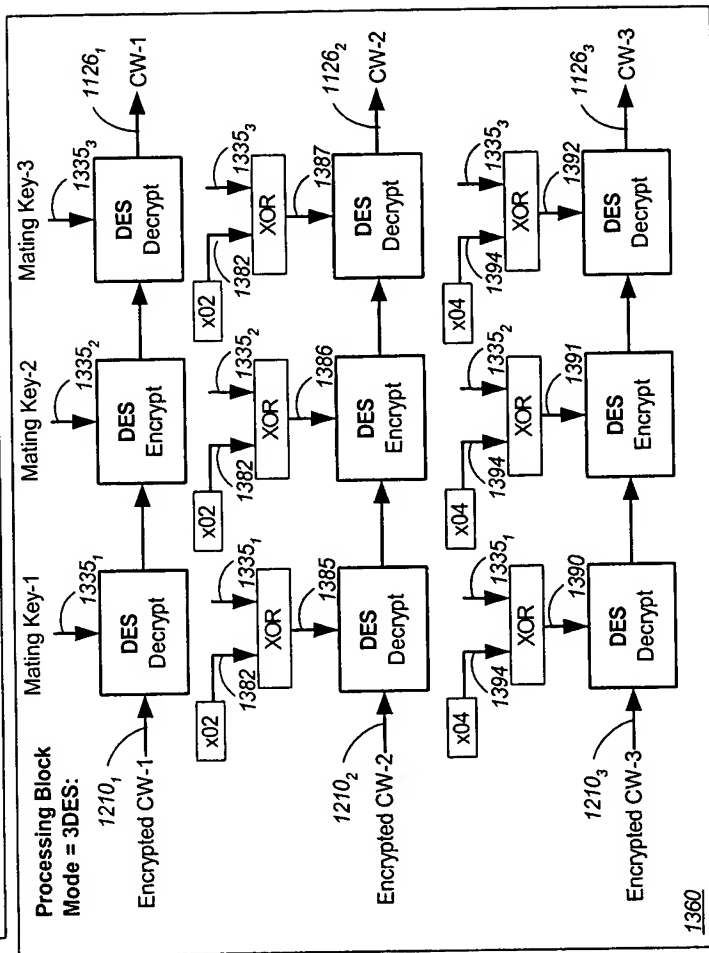 Processing Block
Mode = 3DES:
Mating Key-1
Mating Key-2
Mating Key-3
1335₁
1335₂
1335₃
1210₁
Encrypted CW-1
DES
Decrypt
DES
Encrypt
DES
Decrypt
1126₁
CW-1
x02
1382
1335₁
XOR
1385
x02
1382
1335₂
XOR
1386
x02
1382
1335₃
XOR
1387
1210₂
Encrypted CW-2
DES
Decrypt
DES
Encrypt
DES
Decrypt
1126₂
CW-2
x04
1394
1335₁
XOR
1390
x04
1394
1335₂
XOR
1391
x04
1394
1335₃
XOR
1392
1210₃
Encrypted CW-3
DES
Decrypt
DES
Encrypt
DES
Decrypt
1126₃
CW-3
1360